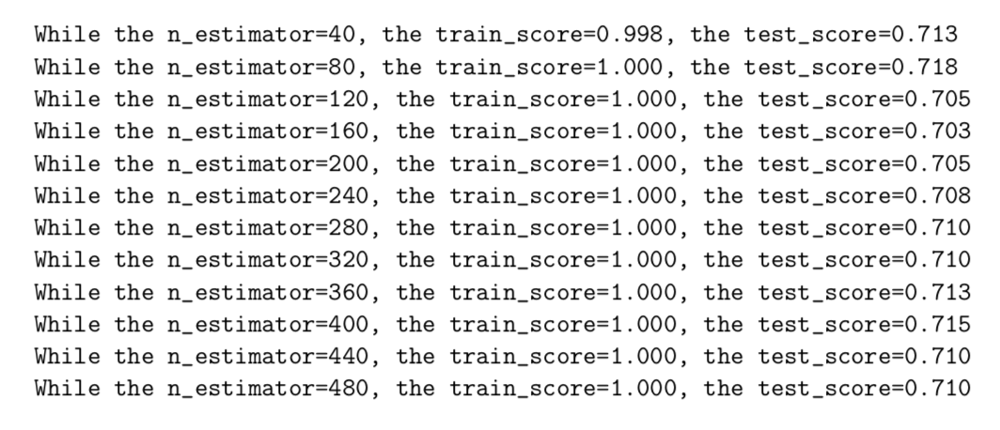 While the n_estimator=40, the train_score=0.998, the test_score=0.713
While the n_estimator=80, the train_score=1.000, the test_score=0.718
While the n_estimator=120, the train_score=1.000, the test_score=0.705
While the n_estimator=160, the train_score=1.000, the test_score=0.703
While the n_estimator=200, the train_score=1.000, the test_score=0.705
While the n_estimator=240, the train_score=1.000, the test_score=0.708
While the n_estimator=280, the train_score=1.000, the test_score=0.710
While the n_estimator=320, the train_score=1.000, the test_score=0.710
While the n_estimator=360, the train_score=1.000, the test_score=0.713
While the n_estimator=400, the train_score=1.000, the test_score=0.715
While the n_estimator=440, the train_score=1.000, the test_score=0.710
While the n_estimator=480, the train_score=1.000, the test_score=0.710